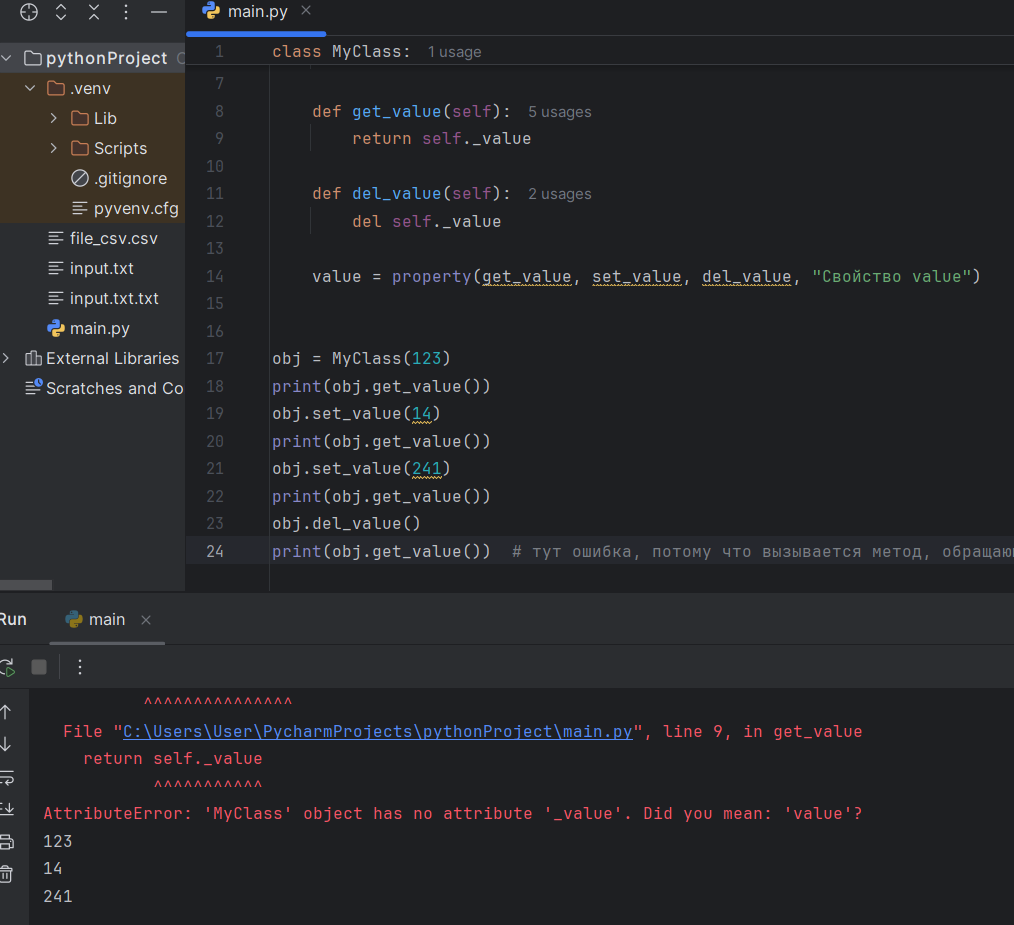 main.py
pythonProject
.venv
Lib
Scripts
.gitignore
pyvenv.cfg
file_csv.csv
input.txt
input.txt.txt
main.py
External Libraries
Scratches and Co
1 class MyClass: 1 usage
7
8 def get_value(self): 5 usages
9 return self._value
10
11 def del_value(self): 2 usages
12 del self._value
13
14 value = property(get_value, set_value, del_value, "Свойство value")
15
16
17 obj = MyClass(123)
18 print(obj.get_value())
19 obj.set_value(14)
20 print(obj.get_value())
21 obj.set_value(241)
22 print(obj.get_value())
23 obj.del_value()
24 print(obj.get_value()) # тут ошибка, потому что вызывается метод, обращаю
Run
main
^^^^^^^^^^^^^^^
File "C:\Users\User\PycharmProjects\pythonProject\main.py", line 9, in get_value
return self._value
^^^^^^^^^^^
AttributeError: 'MyClass' object has no attribute '_value'. Did you mean: 'value'?
123
14
241